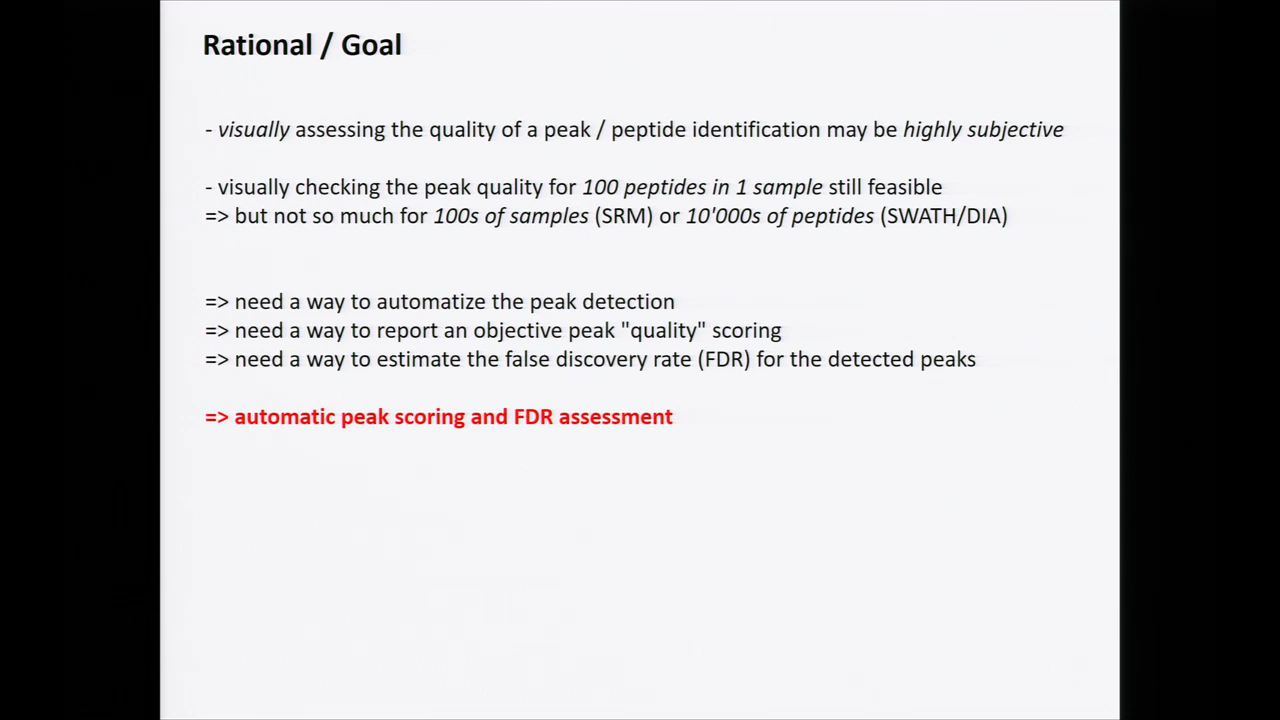 Rational / Goal
- visually assessing the quality of a peak / peptide identification may be highly subjective
- visually checking the peak quality for 100 peptides in 1 sample still feasible
=> but not so much for 100s of samples (SRM) or 10'000s of peptides (SWATH/DIA)
=> need a way to automatize the peak detection
=> need a way to report an objective peak "quality" scoring
=> need a way to estimate the false discovery rate (FDR) for the detected peaks
=> automatic peak scoring and FDR assessment